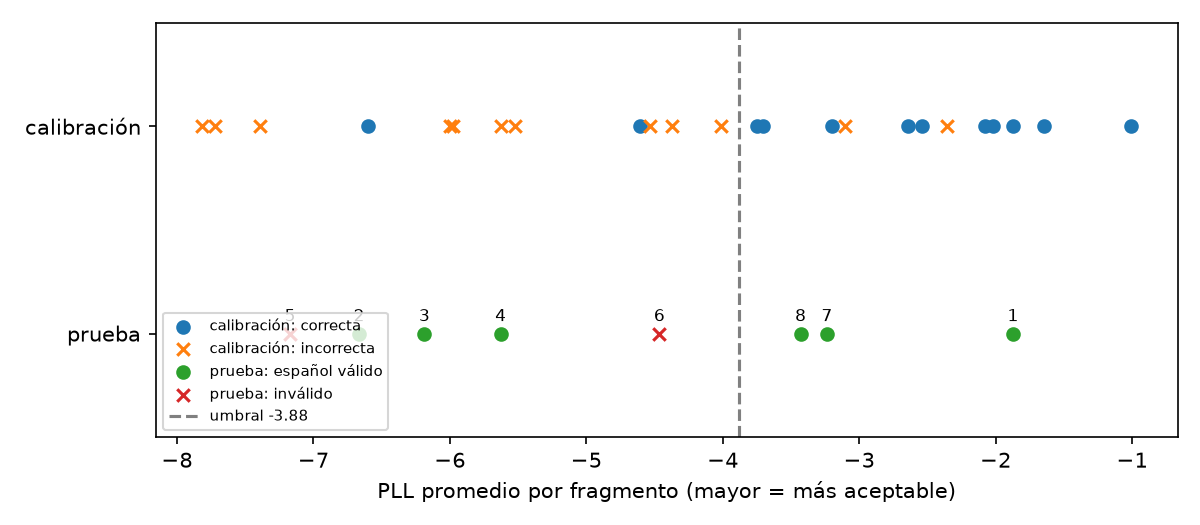 calibración
prueba
5
2
3
4
6
8
7
1
calibración: correcta
calibración: incorrecta
prueba: español válido
prueba: inválido
umbral -3.88
−8
−7
−6
−5
−4
−3
−2
−1
PLL promedio por fragmento (mayor = más aceptable)